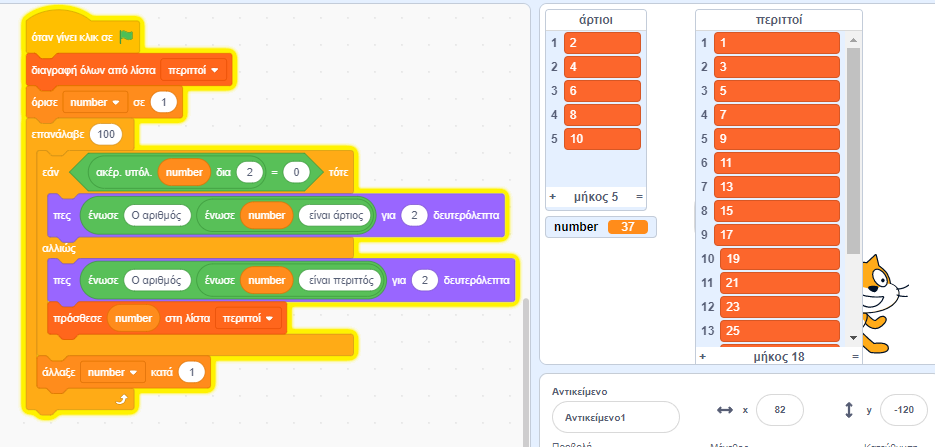 όταν γίνει κλικ σε
διαγραφή όλων από λίστα περιττοί
όρισε number σε 1
επανάλαβε 100
εάν ακέρ. υπόλ. number δια 2 = 0 τότε
πες ένωσε Ο αριθμός ένωσε number είναι άρτιος για 2 δευτερόλεπτα
αλλιώς
πες ένωσε Ο αριθμός ένωσε number είναι περιττός για 2 δευτερόλεπτα
πρόσθεσε number στη λίστα περιττοί
άλλαξε number κατά 1
άρτιοι
1 2
2 4
3 6
4 8
5 10
+ μήκος 5 =
number 37
περιττοί
1 1
2 3
3 5
4 7
5 9
6 11
7 13
8 15
9 17
10 19
11 21
12 23
13 25
+ μήκος 18 =
Αντικείμενο
Αντικείμενο1
x 82
y -120